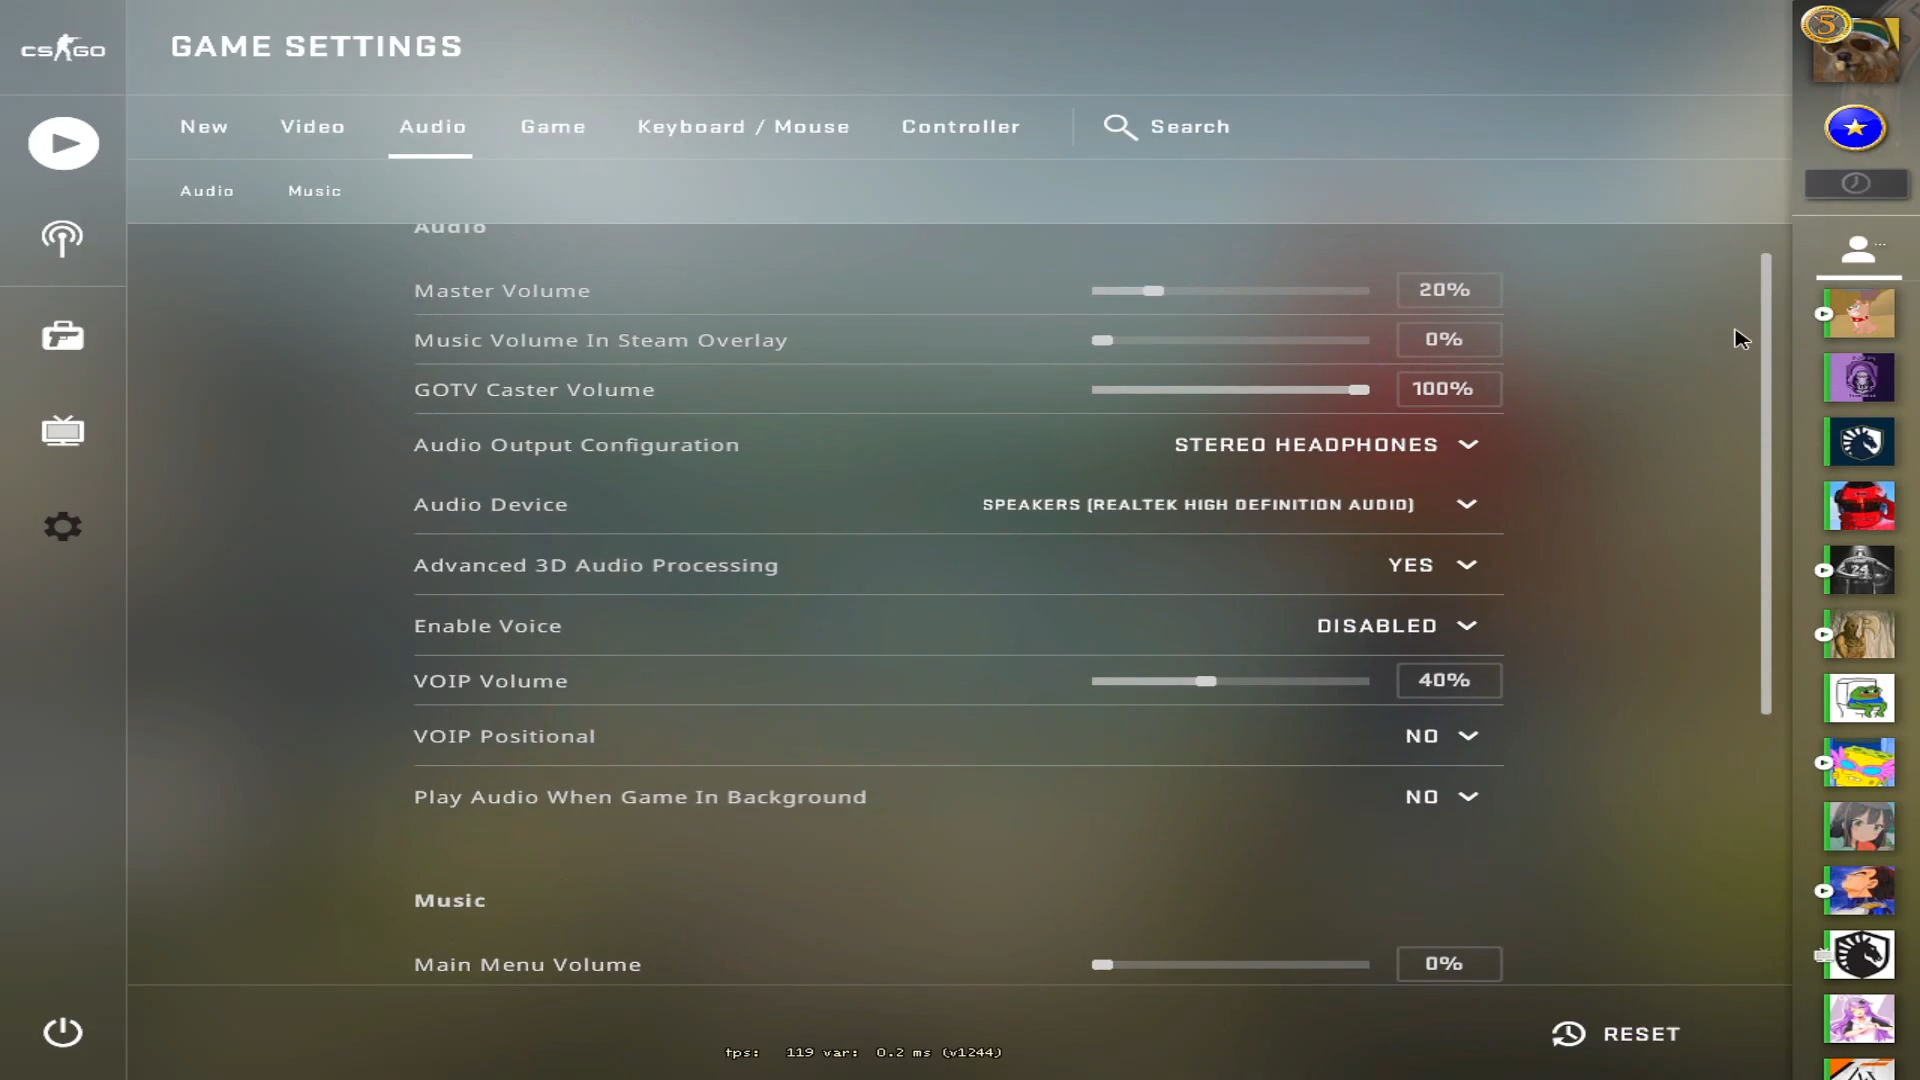 CS GO
GAME SETTINGS
5
New Video Audio Game Keyboard / Mouse Controller Search
Audio Music
Audio
Master Volume 20%
Music Volume In Steam Overlay 0%
GOTV Caster Volume 100%
Audio Output Configuration STEREO HEADPHONES
Audio Device SPEAKERS (REALTEK HIGH DEFINITION AUDIO)
Advanced 3D Audio Processing YES
Enable Voice DISABLED
VOIP Volume 40%
VOIP Positional NO
Play Audio When Game In Background NO
Music
Main Menu Volume 0%
RESET
fps: 119 var: 0.2 ms (v1244)
24